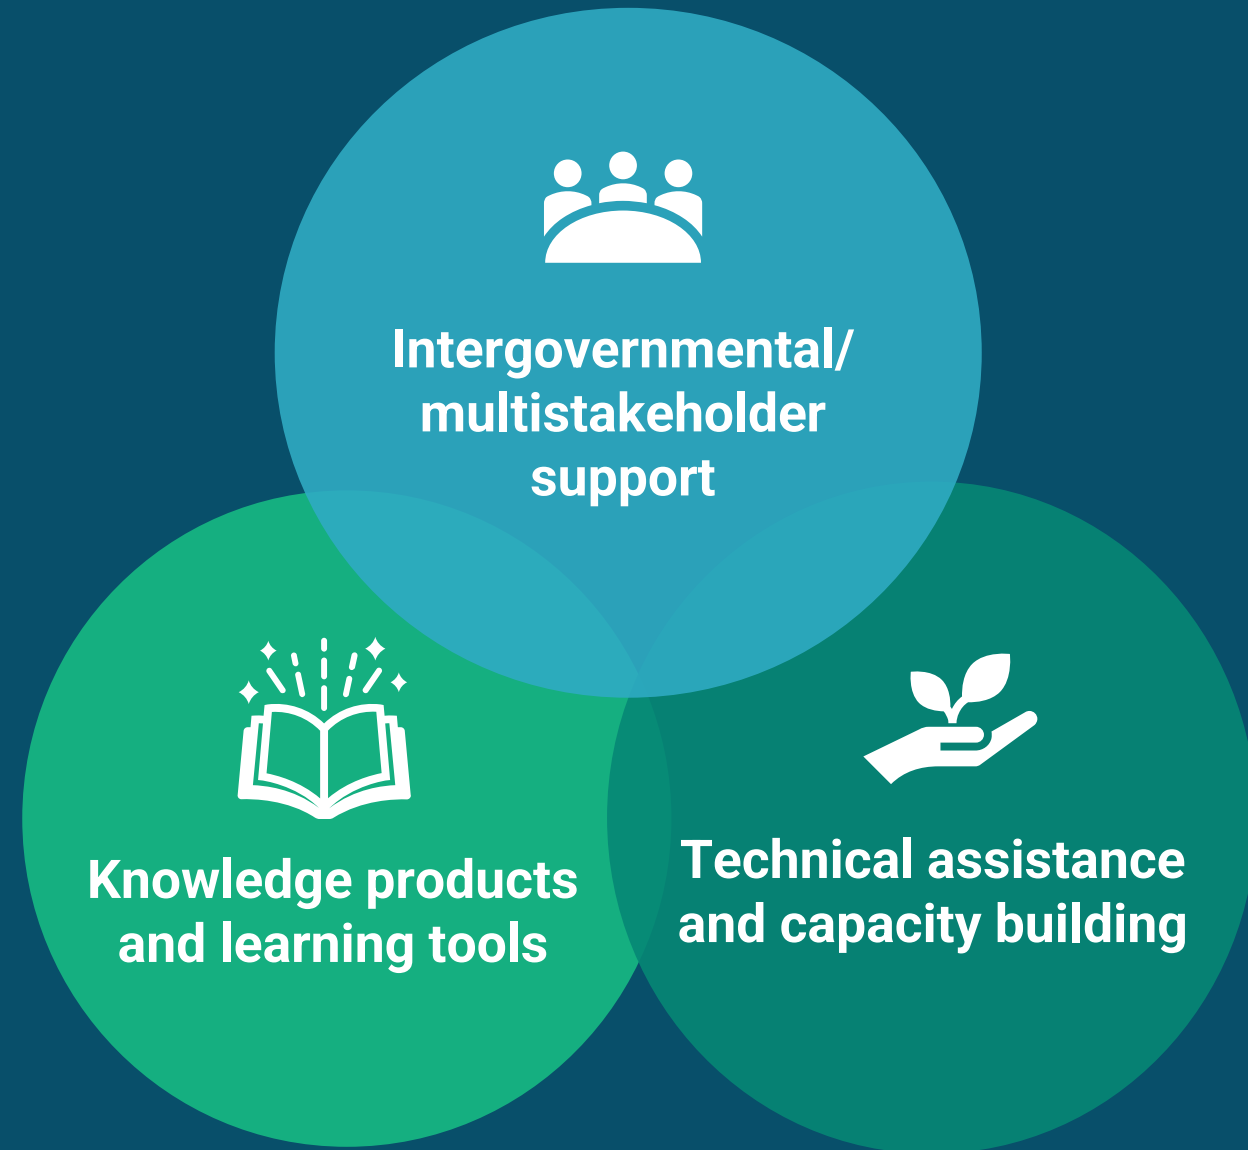 Intergovernmental/
multistakeholder
support
Knowledge products
and learning tools
Technical assistance
and capacity building